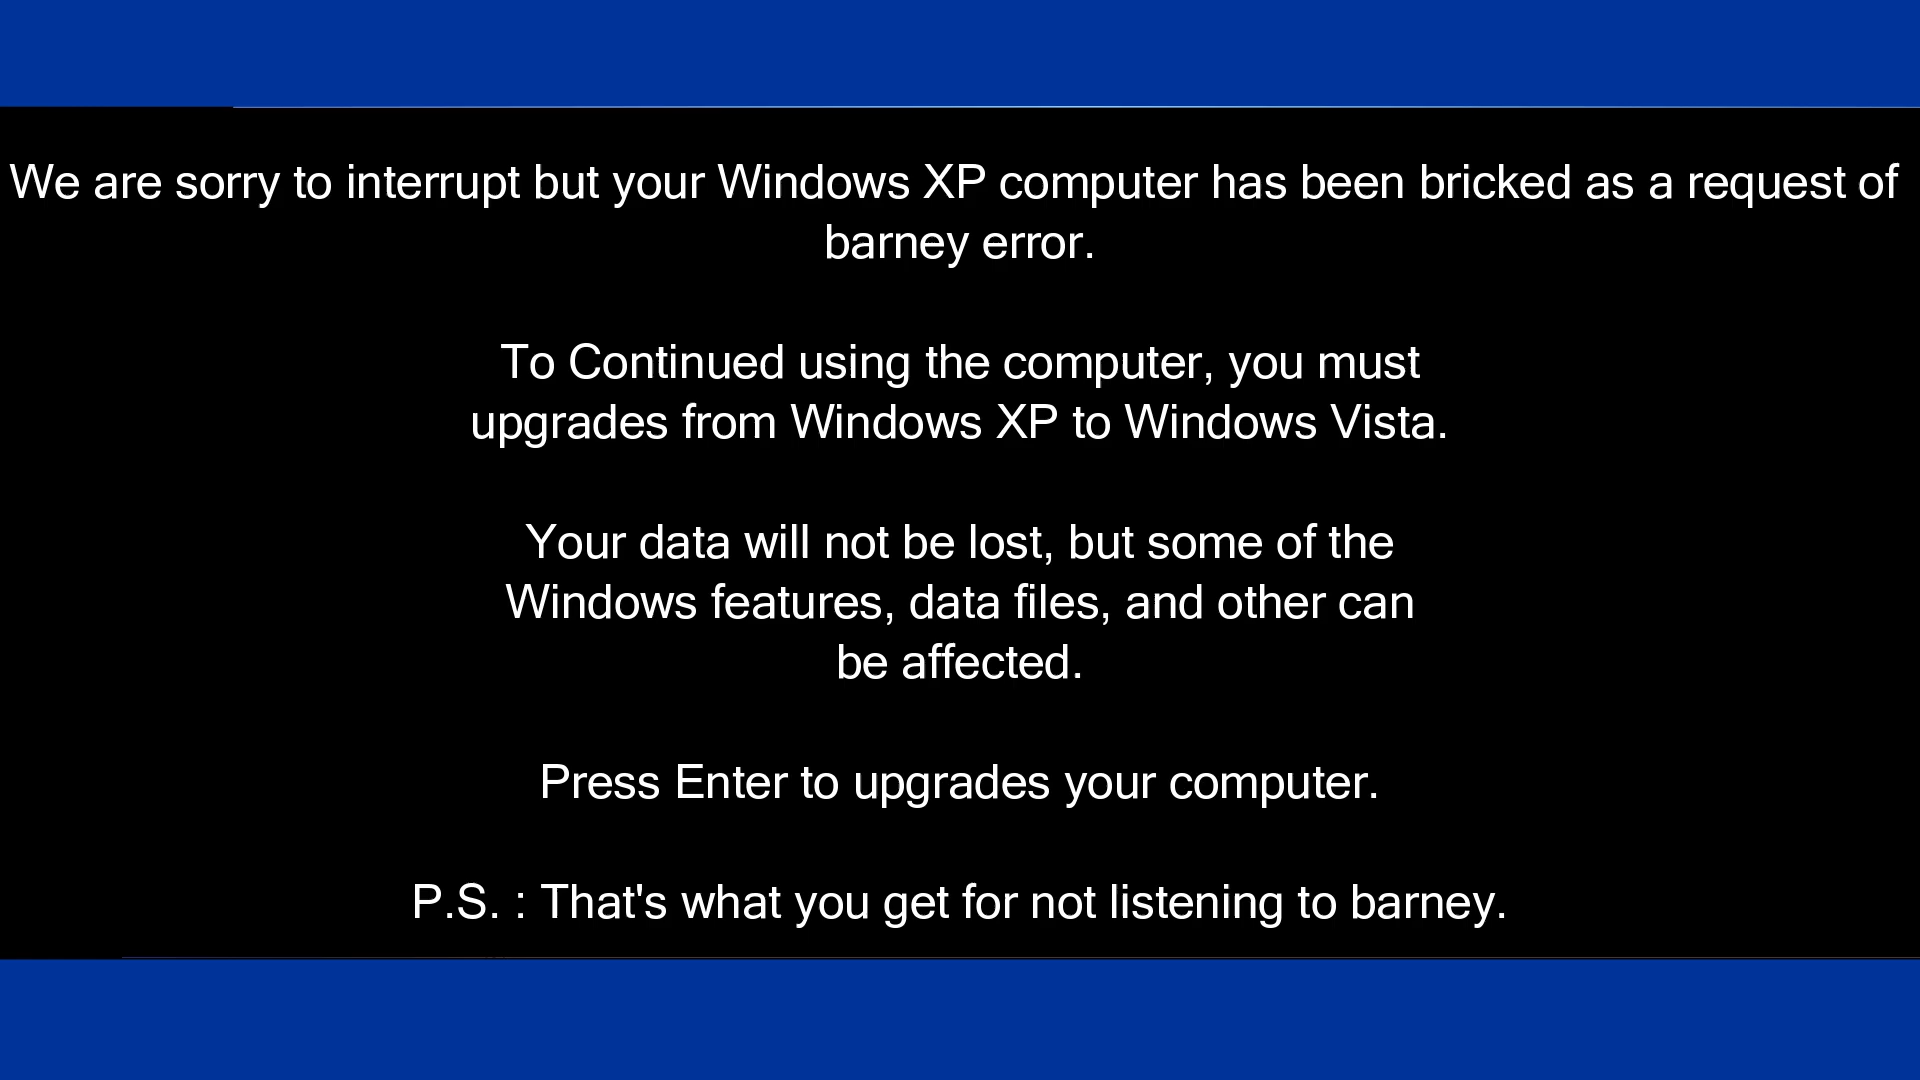 We are sorry to interrupt but your Windows XP computer has been bricked as a request of
barney error.
To Continued using the computer, you must
upgrades from Windows XP to Windows Vista.
Your data will not be lost, but some of the
Windows features, data files, and other can
be affected.
Press Enter to upgrades your computer.
P.S. : That's what you get for not listening to barney.